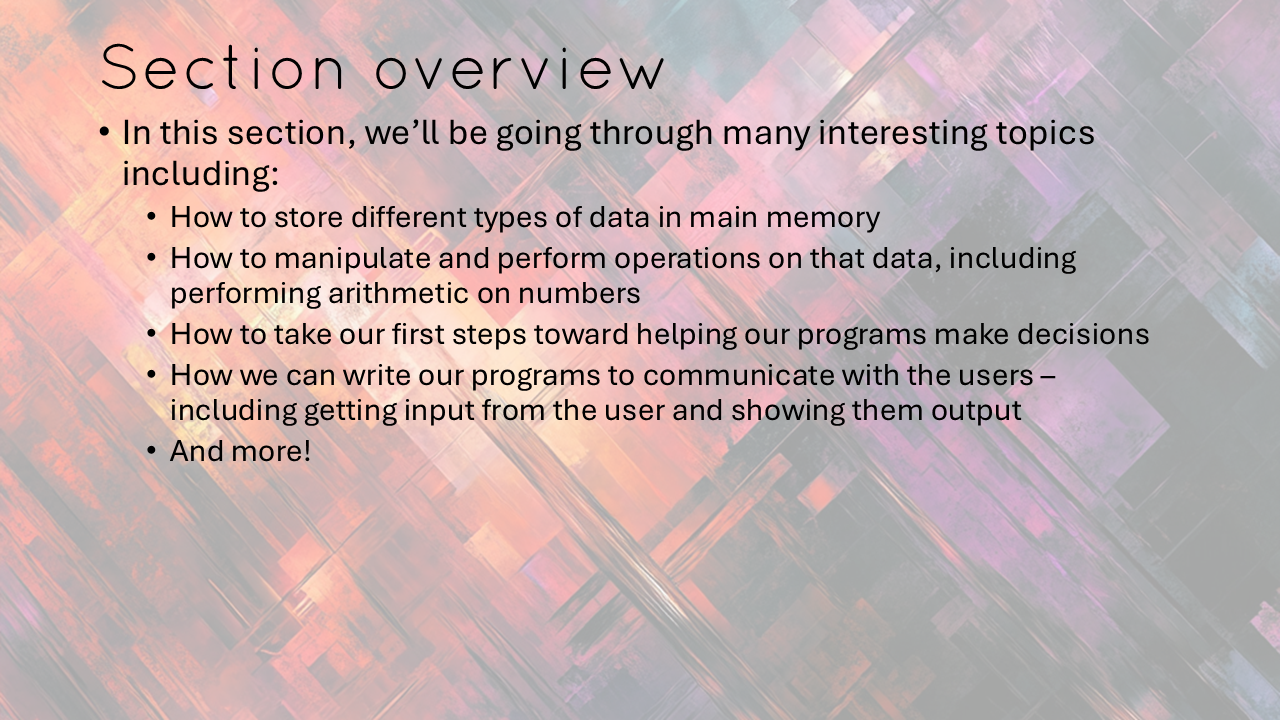 Section overview
• In this section, we’ll be going through many interesting topics
including:
• How to store different types of data in main memory
• How to manipulate and perform operations on that data, including
performing arithmetic on numbers
• How to take our first steps toward helping our programs make decisions
• How we can write our programs to communicate with the users –
including getting input from the user and showing them output
• And more!